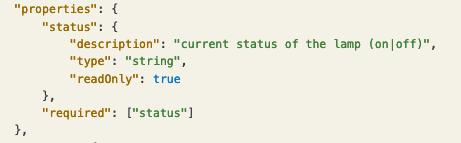 "properties": {
    "status": {
        "description": "current status of the lamp (on|off)",
        "type": "string",
        "readOnly": true
    },
    "required": ["status"]
},